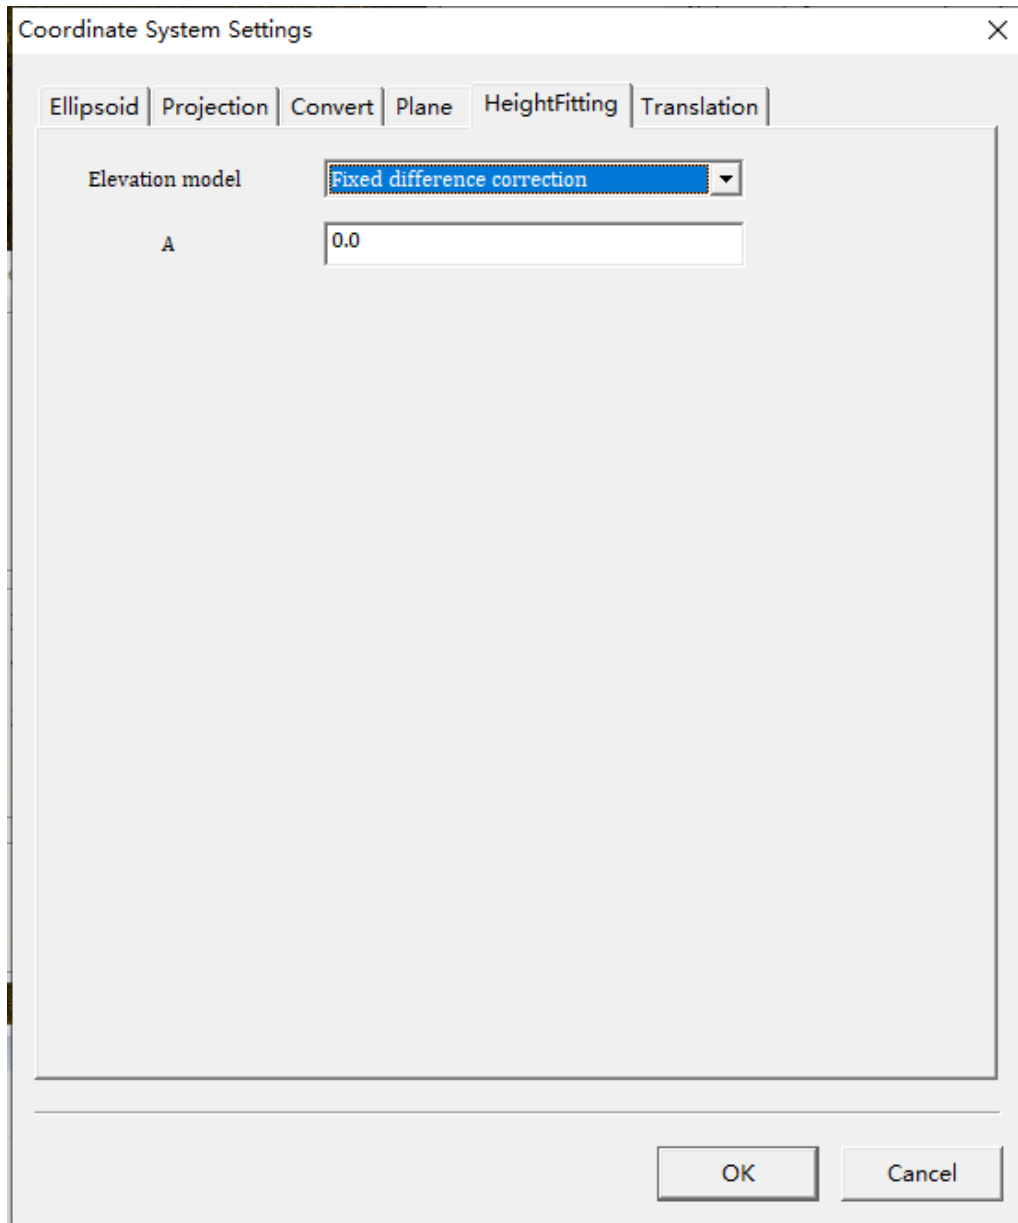 Coordinate System Settings
Ellipsoid Projection Convert Plane HeightFitting Translation
Elevation model Fixed difference correction
A 0.0
OK Cancel